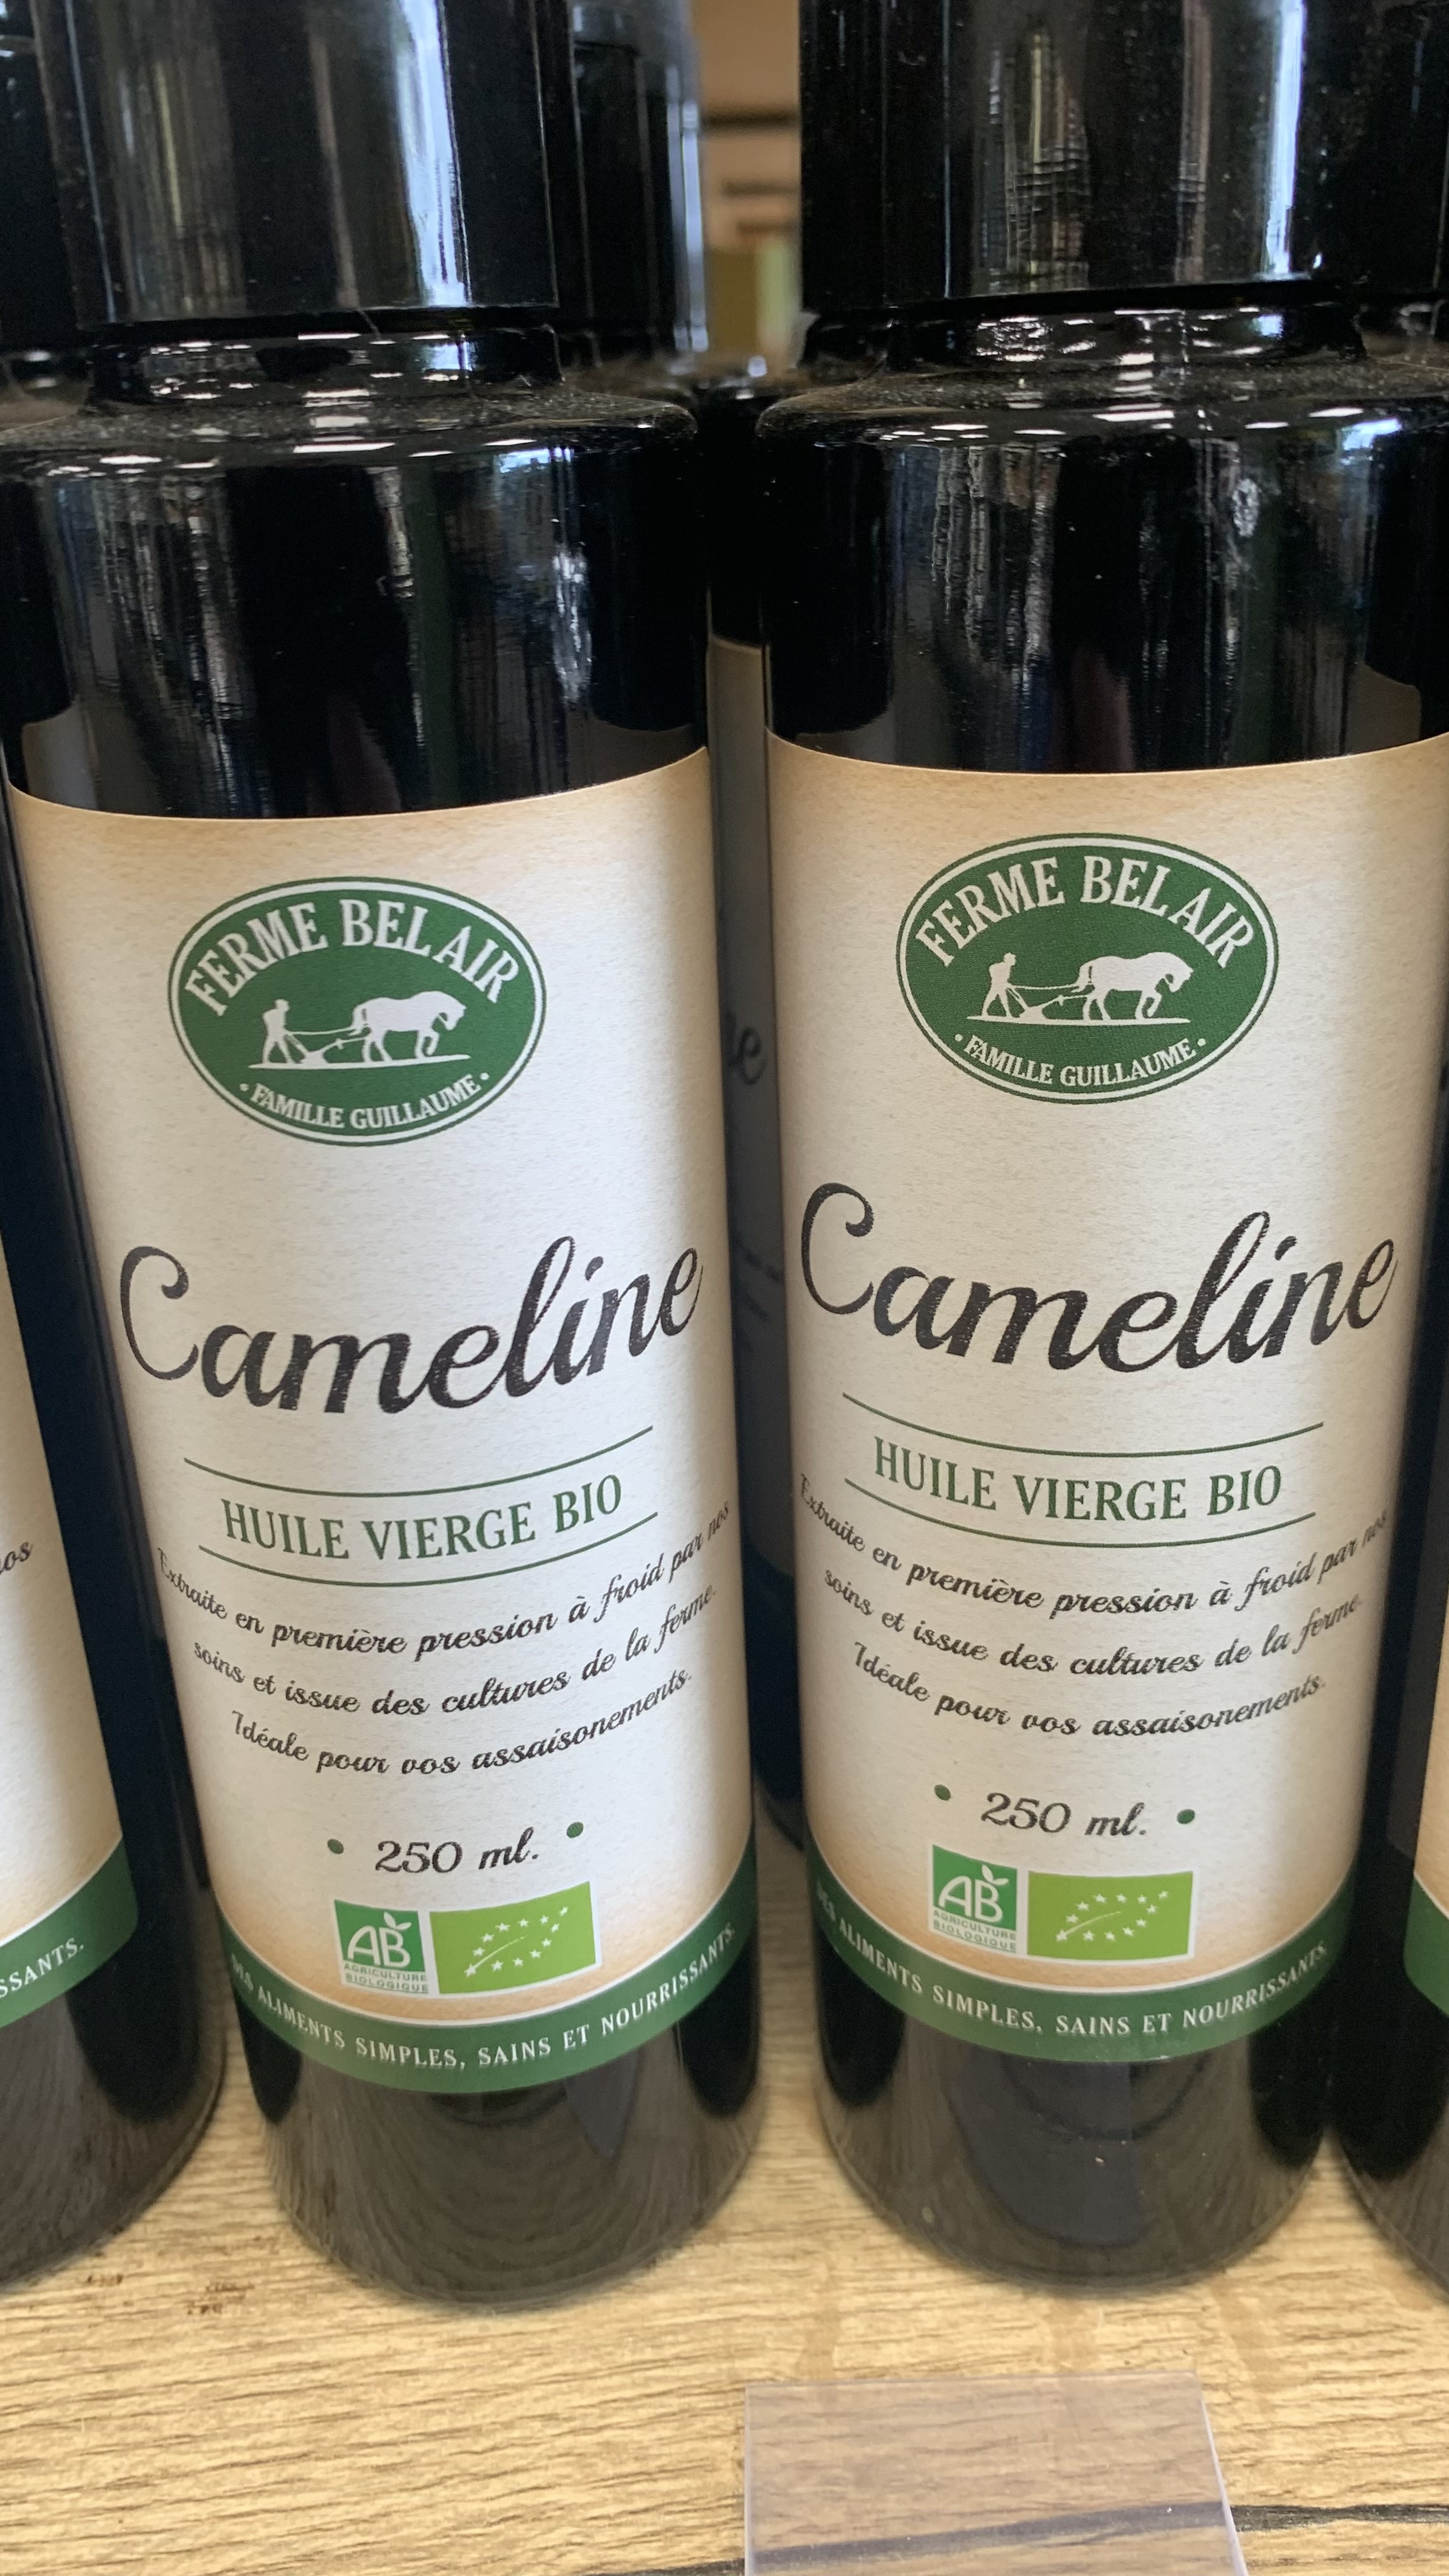 FERME BEL AIR
• FAMILLE GUILLAUME •
Cameline
HUILE VIERGE BIO
Extraite en première pression à froid par nos
soins et issue des cultures de la ferme.
Idéale pour vos assaisonements.
• 250 ml. •
AB
AGRICULTURE
BIOLOGIQUE
DES ALIMENTS SIMPLES, SAINS ET NOURRISSANTS.
FERME BEL AIR
• FAMILLE GUILLAUME •
Cameline
HUILE VIERGE BIO
Extraite en première pression à froid par nos
soins et issue des cultures de la ferme.
Idéale pour vos assaisonements.
• 250 ml. •
AB
AGRICULTURE
BIOLOGIQUE
DES ALIMENTS SIMPLES, SAINS ET NOURRISSANTS.